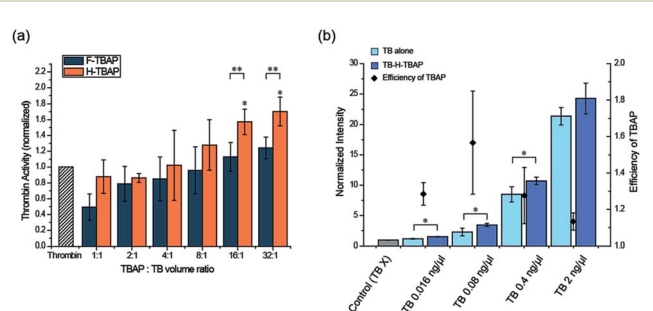 (a)
F-TBAP
H-TBAP
Thrombin Activity (normalized)
2.2
2.0
1.8
1.6
1.4
1.2
1.0
0.8
0.6
0.4
0.2
0.0
** **
* *
Thrombin 1:1 2:1 4:1 8:1 16:1 32:1
TBAP : TB volume ratio
(b)
TB alone
TB-H-TBAP
Efficiency of TBAP
Normalized Intensity
30
25
20
15
10
5
0
* * *
2.0
1.8
1.6
1.4
1.2
1.0
Efficiency of TBAP
Control (TB X)
TB 0.016 ng/μl
TB 0.08 ng/μl
TB 0.4 ng/μl
TB 2 ng/μl